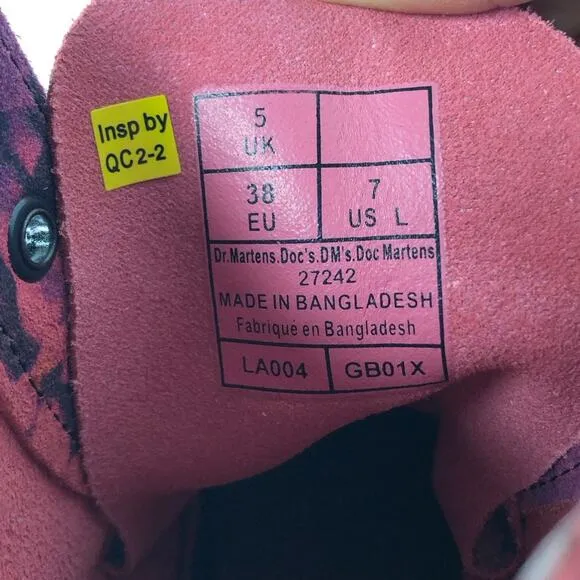 Insp by
QC 2-2
5
UK
38
EU
7
US L
Dr.Martens.Doc's.DM's.Doc Martens
27242
MADE IN BANGLADESH
Fabriqué en Bangladesh
LA004
GB01X